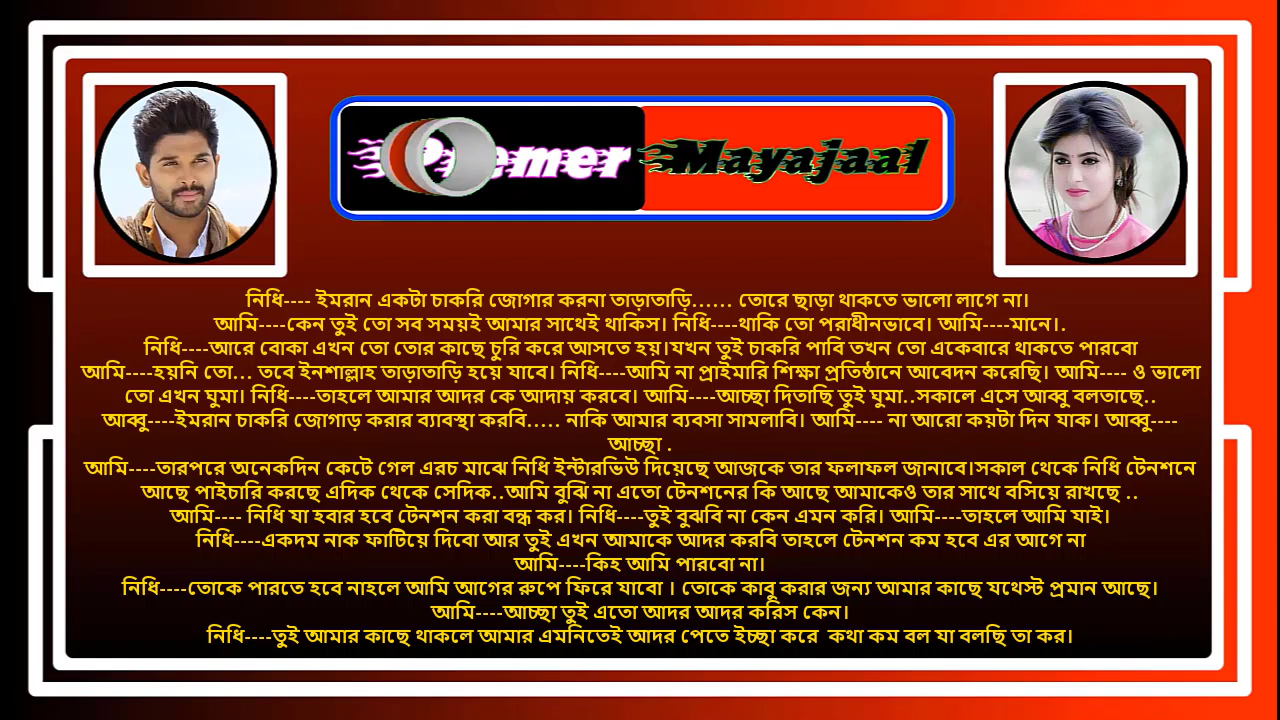 Premer Mayajaal
নিধি---- ইমরান একটা চাকরি জোগার করনা তাড়াতাড়ি...... তোরে ছাড়া থাকতে ভালো লাগে না।
আমি----কেন তুই তো সব সময়ই আমার সাথেই থাকিস। নিধি----থাকি তো পরাধীনভাবে। আমি----মানে।.
নিধি----আরে বোকা এখন তো তোর কাছে চুরি করে আসতে হয়।যখন তুই চাকরি পাবি তখন তো একেবারে থাকতে পারবো
আমি----হয়নি তো... তবে ইনশাল্লাহ তাড়াতাড়ি হয়ে যাবে। নিধি----আমি না প্রাইমারি শিক্ষা প্রতিষ্ঠানে আবেদন করেছি। আমি---- ও ভালো
তো এখন ঘুমা। নিধি----তাহলে আমার আদর কে আদায় করবে। আমি----আচ্ছা দিতাছি তুই ঘুমা..সকালে এসে আব্বু বলতাছে..
আব্বু----ইমরান চাকরি জোগাড় করার ব্যাবস্থা করবি..... নাকি আমার ব্যবসা সামলাবি। আমি---- না আরো কয়টা দিন যাক। আব্বু----
আচ্ছা .
আমি----তারপরে অনেকদিন কেটে গেল এরচ মাঝে নিধি ইন্টারভিউ দিয়েছে আজকে তার ফলাফল জানাবে।সকাল থেকে নিধি টেনশনে
আছে পাইচারি করছে এদিক থেকে সেদিক..আমি বুঝি না এতো টেনশনের কি আছে আমাকেও তার সাথে বসিয়ে রাখছে ..
আমি---- নিধি যা হবার হবে টেনশন করা বন্ধ কর। নিধি----তুই বুঝবি না কেন এমন করি। আমি----তাহলে আমি যাই।
নিধি----একদম নাক ফাটিয়ে দিবো আর তুই এখন আমাকে আদর করবি তাহলে টেনশন কম হবে এর আগে না
আমি----কিহ আমি পারবো না।
নিধি----তোকে পারতে হবে নাহলে আমি আগের রুপে ফিরে যাবো । তোকে কাবু করার জন্য আমার কাছে যথেস্ট প্রমান আছে।
আমি----আচ্ছা তুই এতো আদর আদর করিস কেন।
নিধি----তুই আমার কাছে থাকলে আমার এমনিতেই আদর পেতে ইচ্ছা করে  কথা কম বল যা বলছি তা কর।